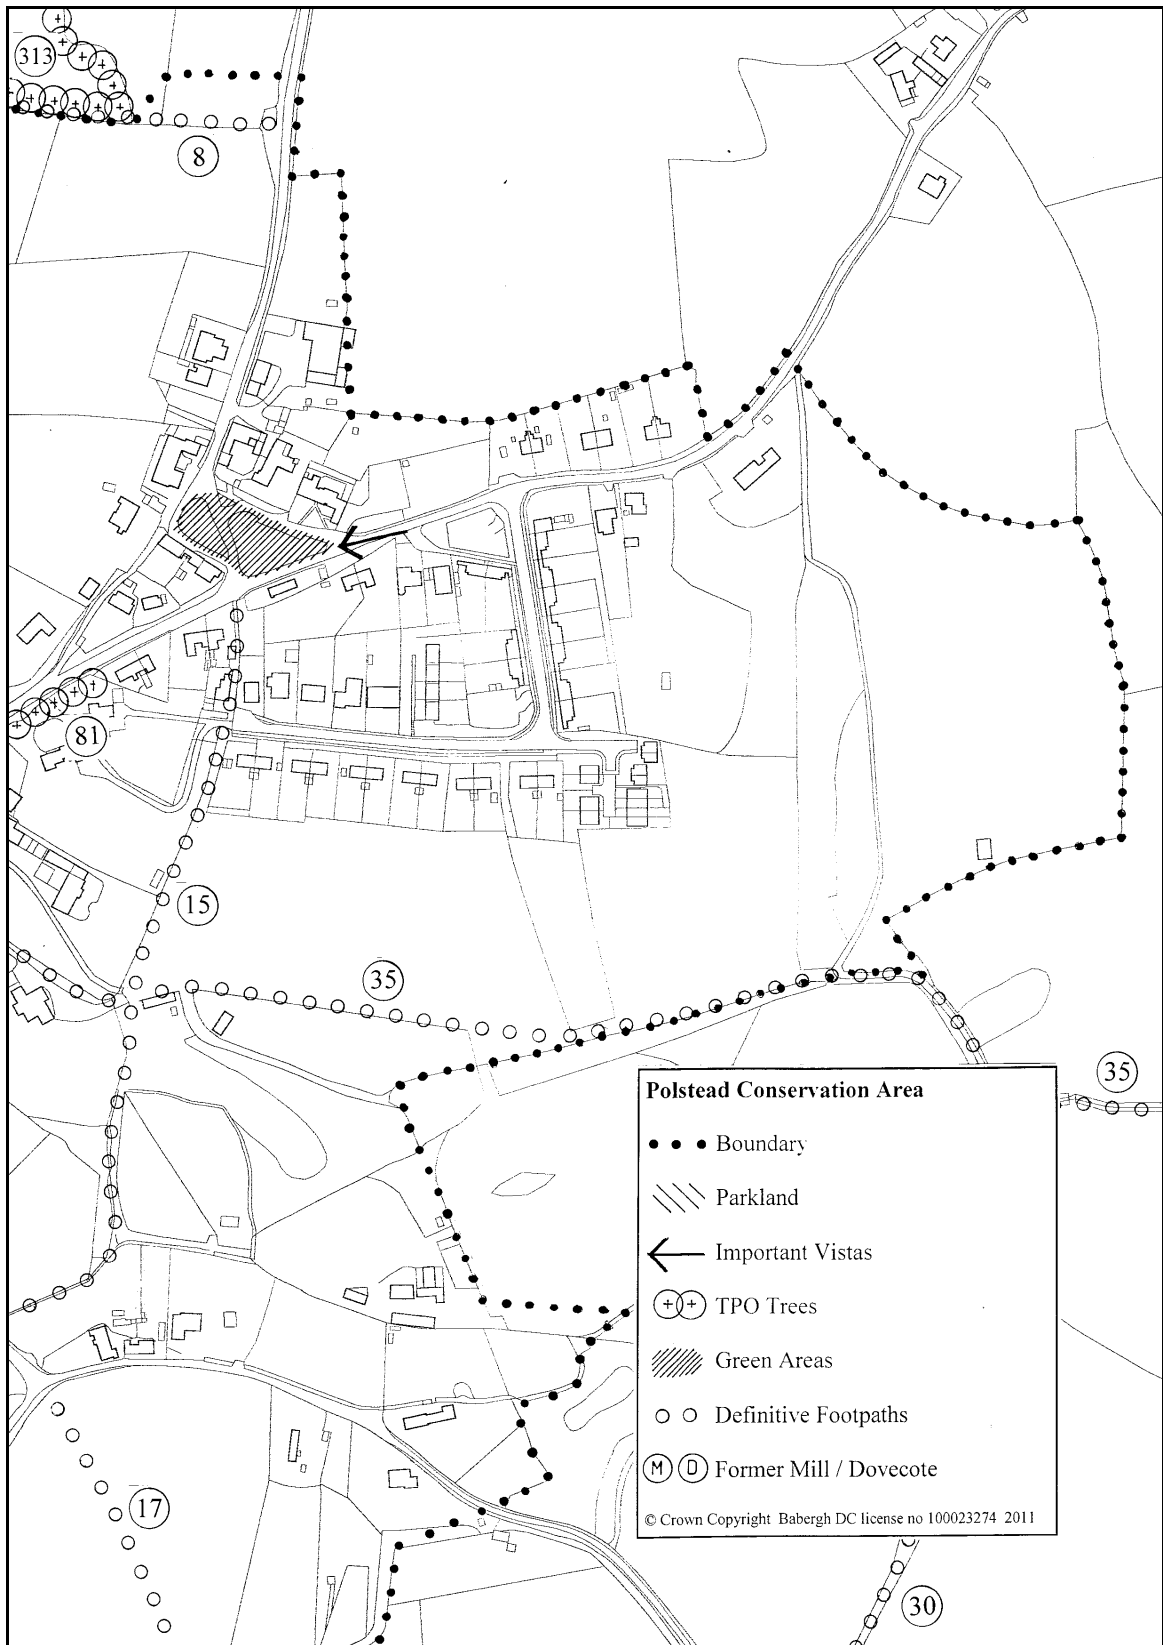 313
8
81
15
35
35
Polstead Conservation Area
Boundary
Parkland
Important Vistas
TPO Trees
Green Areas
Definitive Footpaths
M D Former Mill / Dovecote
© Crown Copyright Babergh DC license no 100023274 2011
17
30